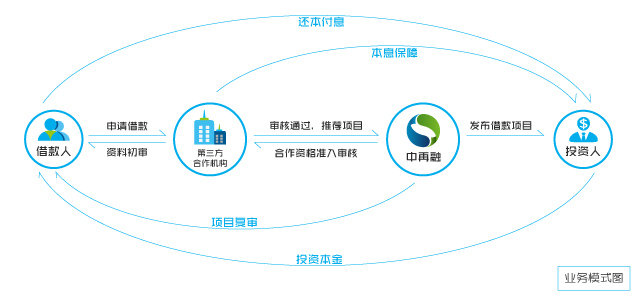 还本付息
本息保障
申请借款
审核通过，推荐项目
发布借款项目
借款人
资料初审
第三方
合作机构
合作资格准入审核
中再融
投资人
项目复审
投资本金
业务模式图